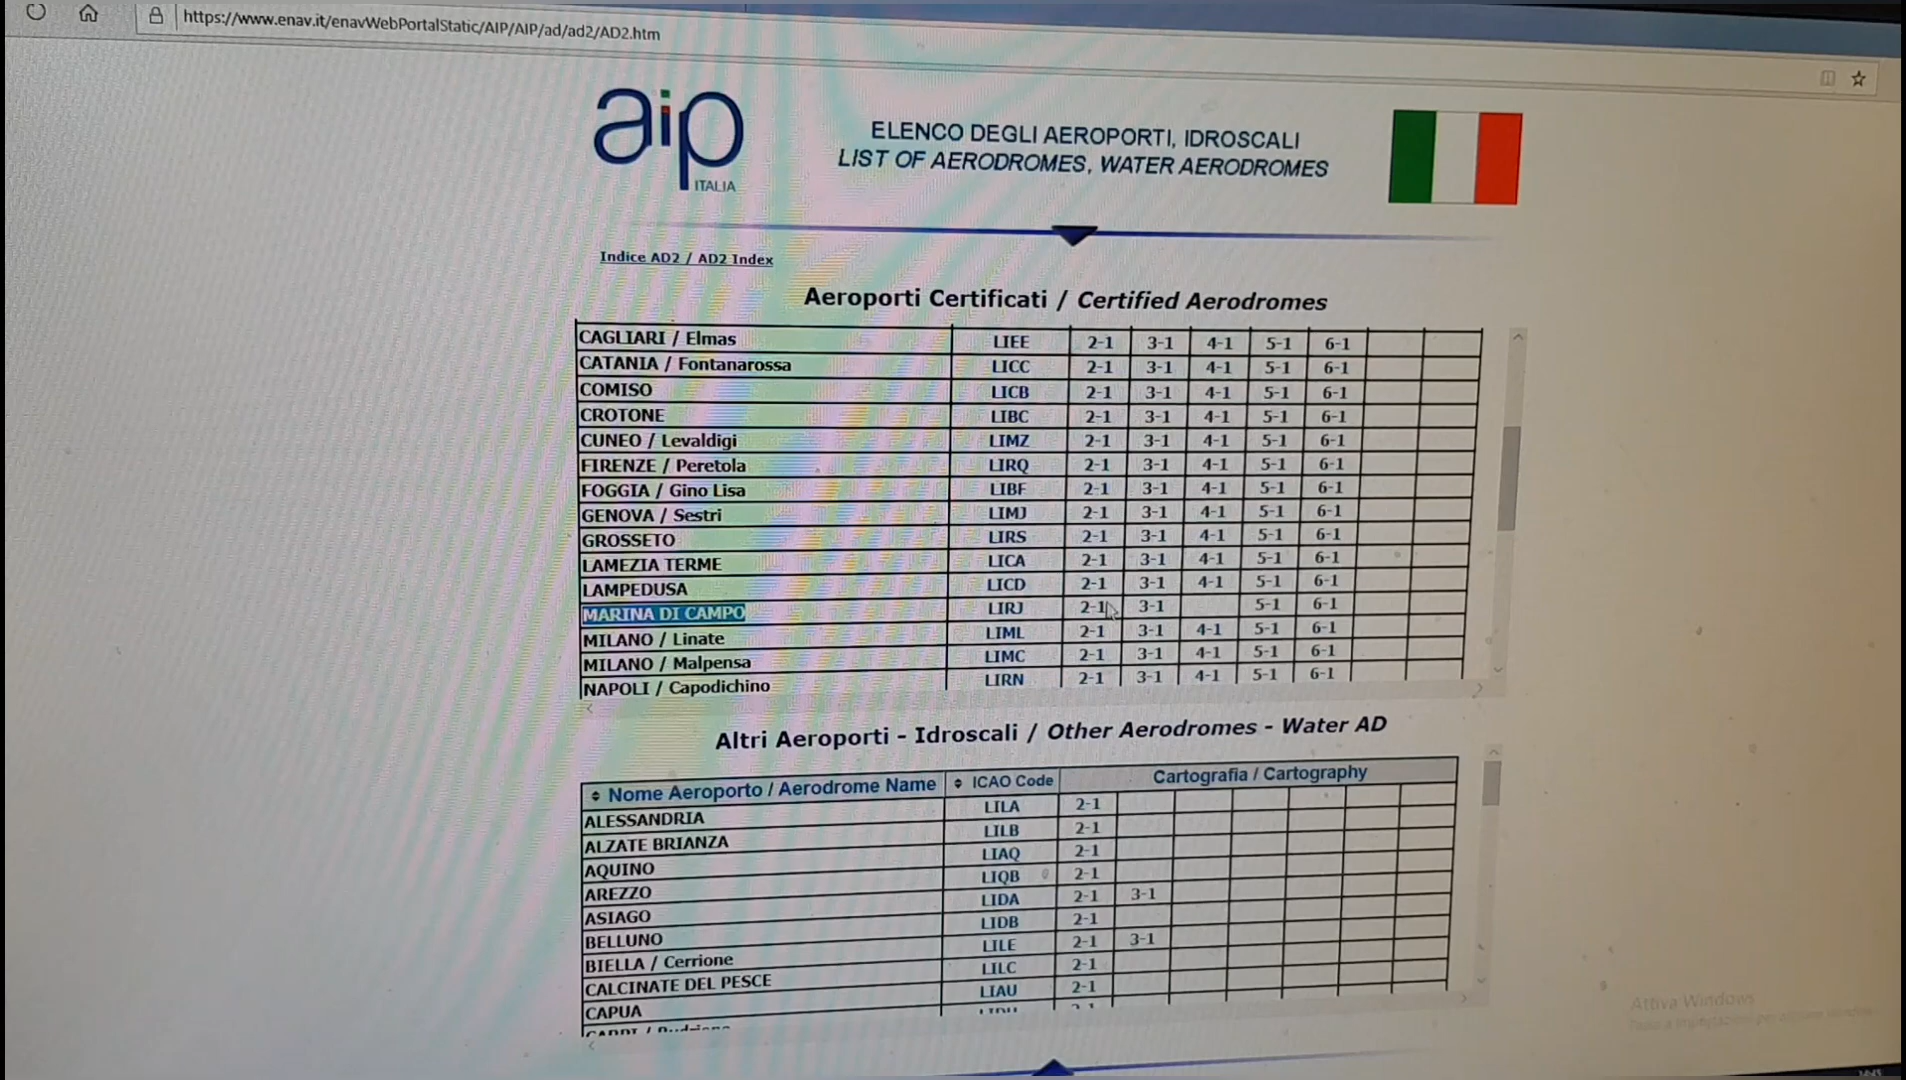 https://www.enav.it/enavWebPortalStatic/AIP/AIP/ad/ad2/AD2.htm
aip
ITALIA
ELENCO DEGLI AEROPORTI, IDROSCALI
LIST OF AERODROMES, WATER AERODROMES
Indice AD2 / AD2 Index
Aeroporti Certificati / Certified Aerodromes
CAGLIARI / Elmas LIEE 2-1 3-1 4-1 5-1 6-1
CATANIA / Fontanarossa LICC 2-1 3-1 4-1 5-1 6-1
COMISO LICB 2-1 3-1 4-1 5-1 6-1
CROTONE LIBC 2-1 3-1 4-1 5-1 6-1
CUNEO / Levaldigi LIMZ 2-1 3-1 4-1 5-1 6-1
FIRENZE / Peretola LIRQ 2-1 3-1 4-1 5-1 6-1
FOGGIA / Gino Lisa LIBF 2-1 3-1 4-1 5-1 6-1
GENOVA / Sestri LIMJ 2-1 3-1 4-1 5-1 6-1
GROSSETO LIRS 2-1 3-1 4-1 5-1 6-1
LAMEZIA TERME LICA 2-1 3-1 4-1 5-1 6-1
LAMPEDUSA LICD 2-1 3-1 4-1 5-1 6-1
MARINA DI CAMPO LIRJ 2-1 3-1 5-1 6-1
MILANO / Linate LIML 2-1 3-1 4-1 5-1 6-1
MILANO / Malpensa LIMC 2-1 3-1 4-1 5-1 6-1
NAPOLI / Capodichino LIRN 2-1 3-1 4-1 5-1 6-1
Altri Aeroporti - Idroscali / Other Aerodromes - Water AD
Nome Aeroporto / Aerodrome Name ICAO Code Cartografia / Cartography
ALESSANDRIA LILA 2-1
ALZATE BRIANZA LILB 2-1
AQUINO LIAQ 2-1
AREZZO LIQB 2-1
ASIAGO LIDA 2-1 3-1
BELLUNO LIDB 2-1
BIELLA / Cerrione LILE 2-1 3-1
CALCINATE DEL PESCE LILC 2-1
CAPUA LIAU 2-1
Attiva Windows